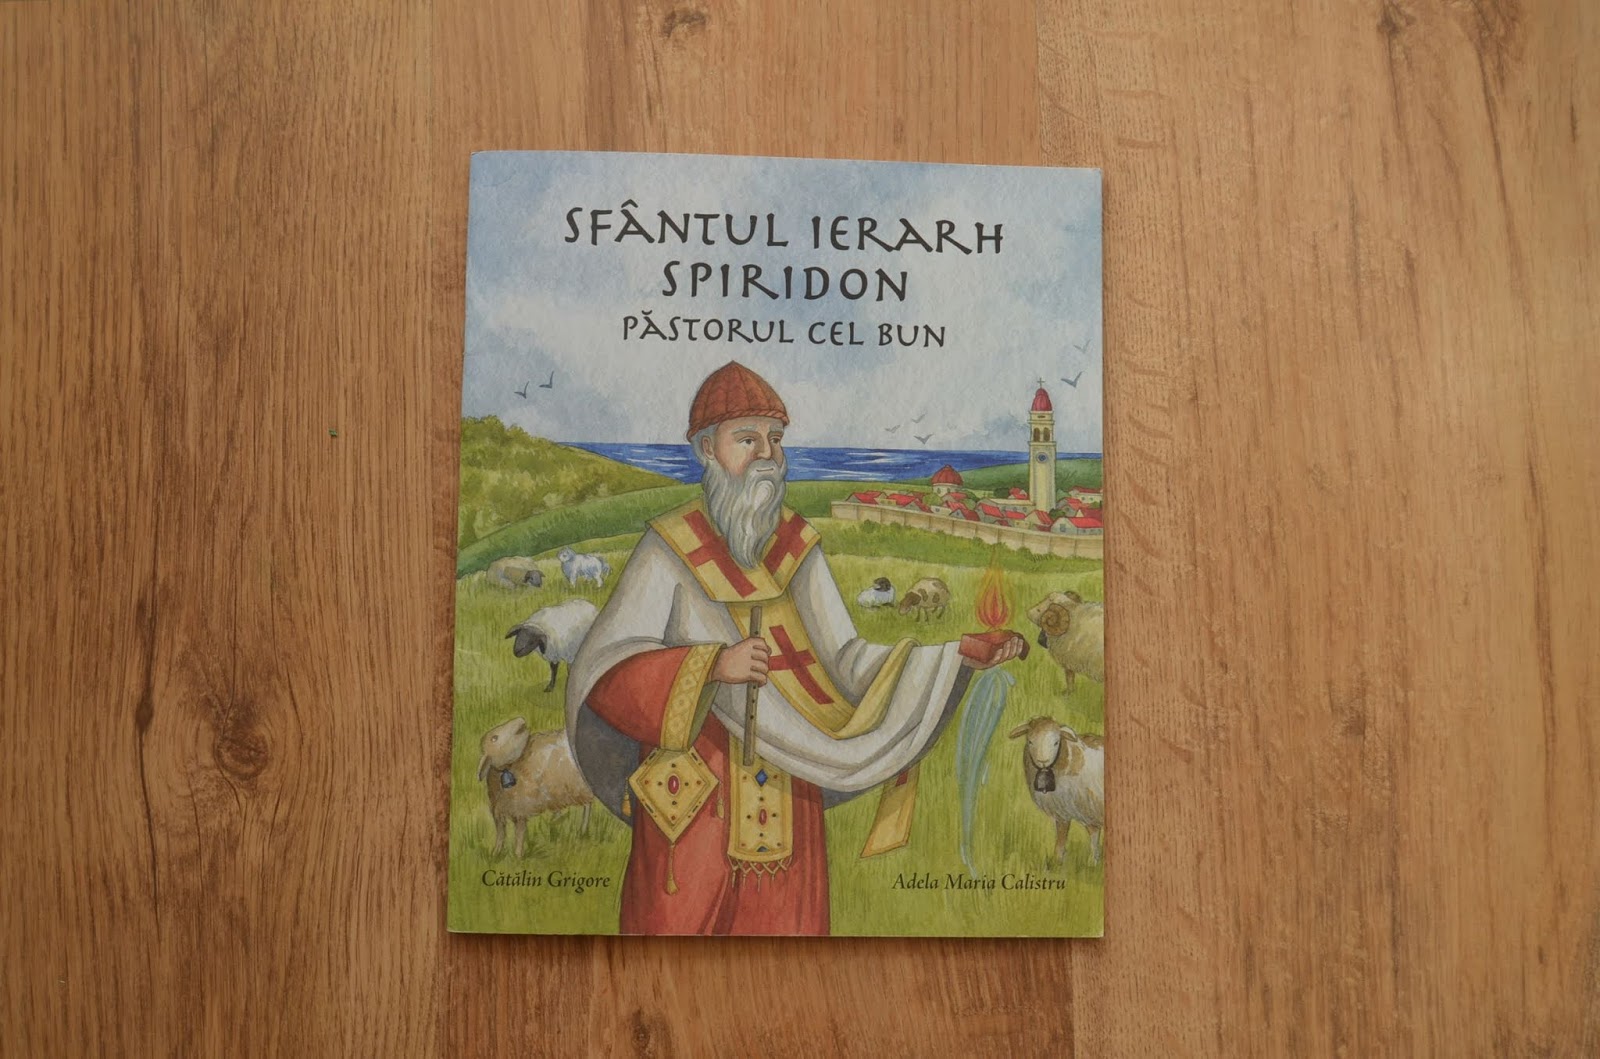 SFÂNTUL IERARH
SPIRIDON
PĂSTORUL CEL BUN
Cătălin Grigore
Adela Maria Calistru